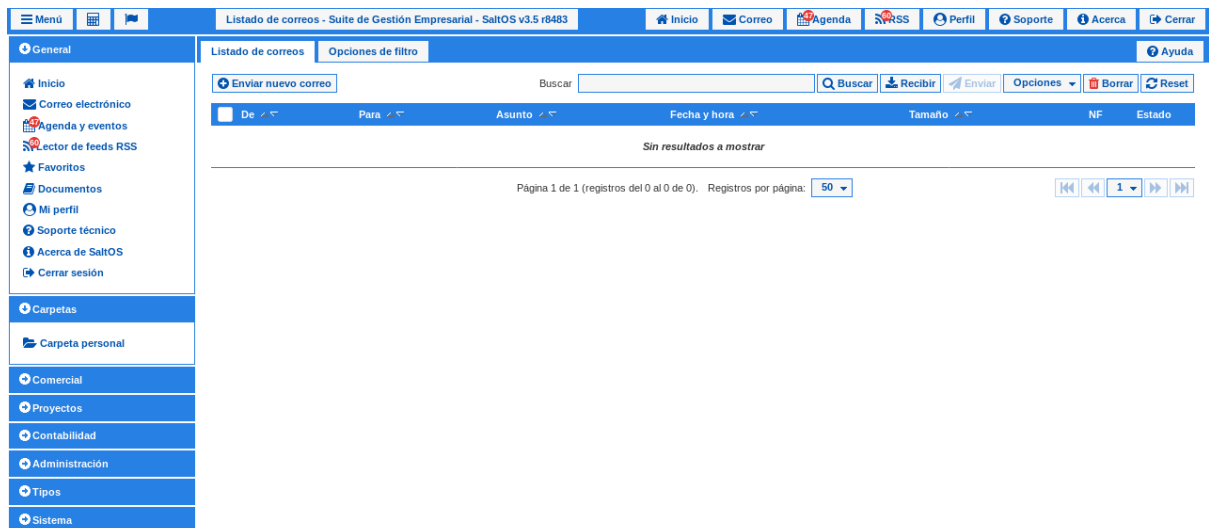 Menú Listado de correos - Suite de Gestión Empresarial - SaltOS v3.5 r8483 Inicio Correo 47 Agenda 60 RSS Perfil Soporte Acerca Cerrar
General
Inicio
Correo electrónico
47 Agenda y eventos
60 Lector de feeds RSS
Favoritos
Documentos
Mi perfil
Soporte técnico
Acerca de SaltOS
Cerrar sesión
Carpetas
Carpeta personal
Comercial
Proyectos
Contabilidad
Administración
Tipos
Sistema
Listado de correos Opciones de filtro Ayuda
Enviar nuevo correo Buscar Buscar Recibir Enviar Opciones Borrar Reset
De Para Asunto Fecha y hora Tamaño NF Estado
Sin resultados a mostrar
Página 1 de 1 (registros del 0 al 0 de 0). Registros por página: 50 1